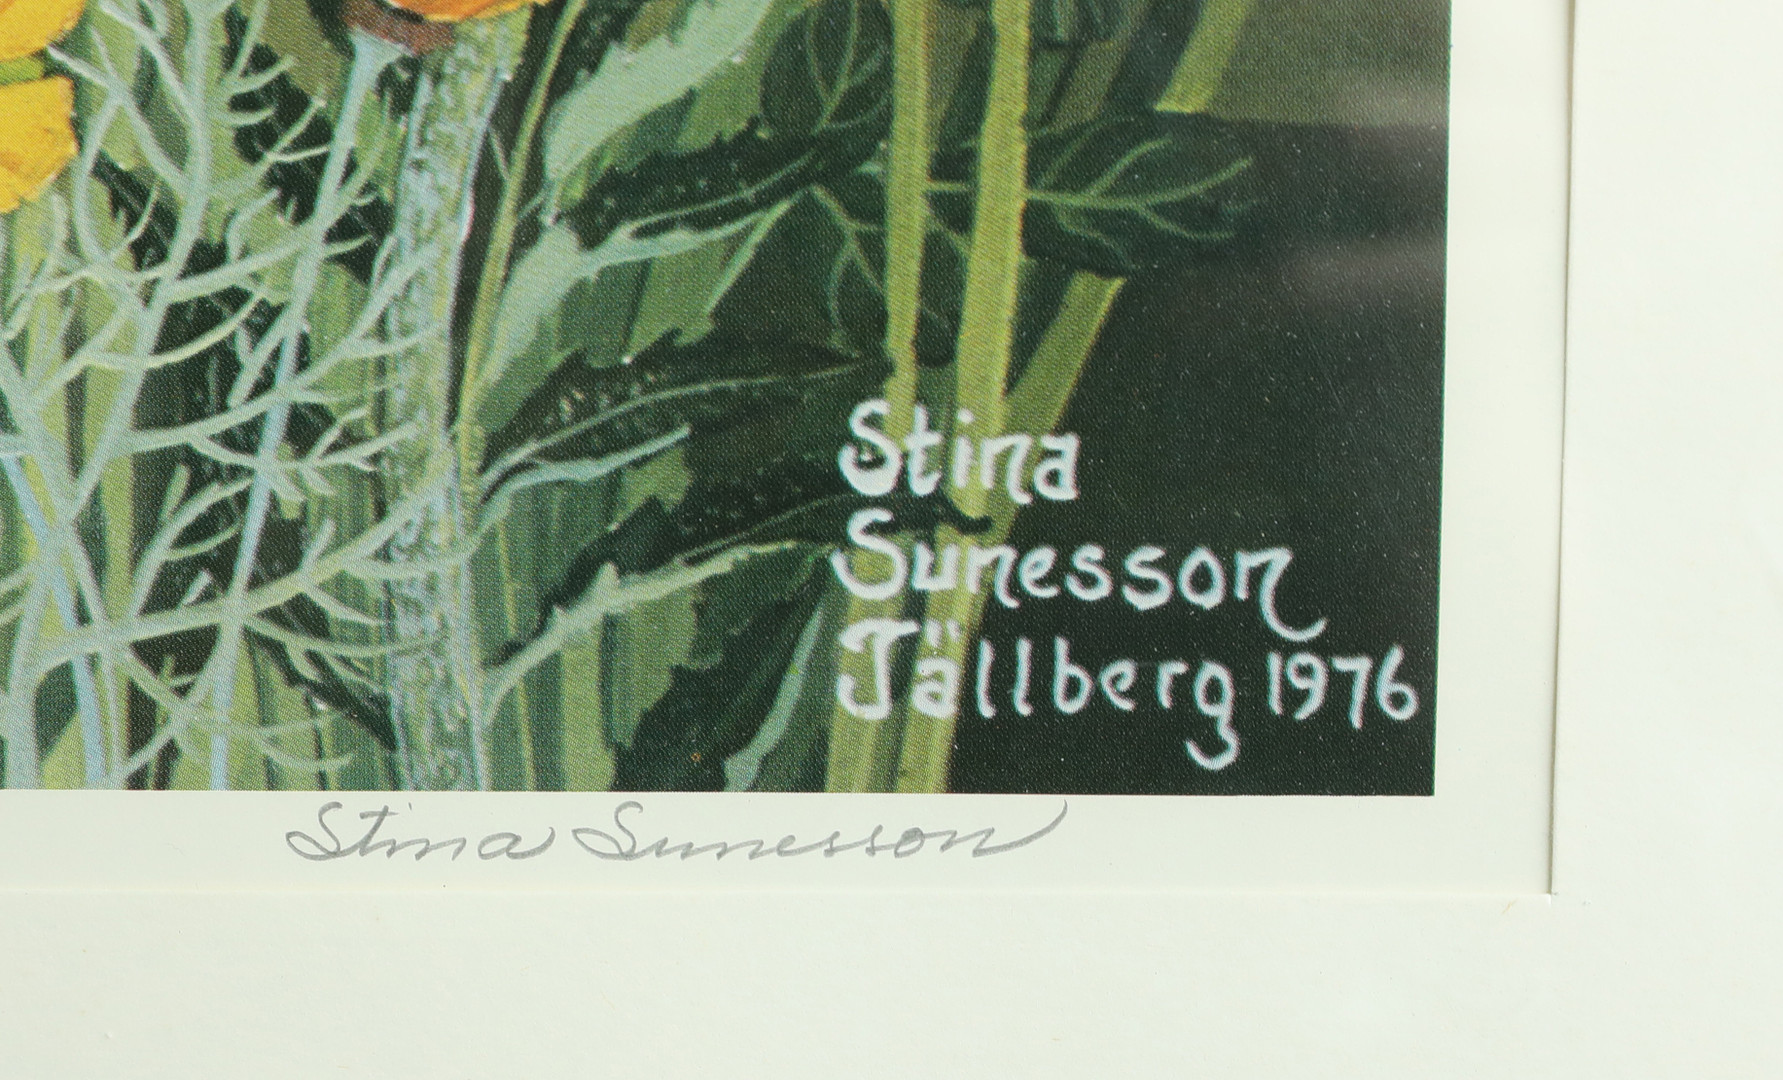 Stina
Sunesson
Tällberg 1976
Stina Sunesson